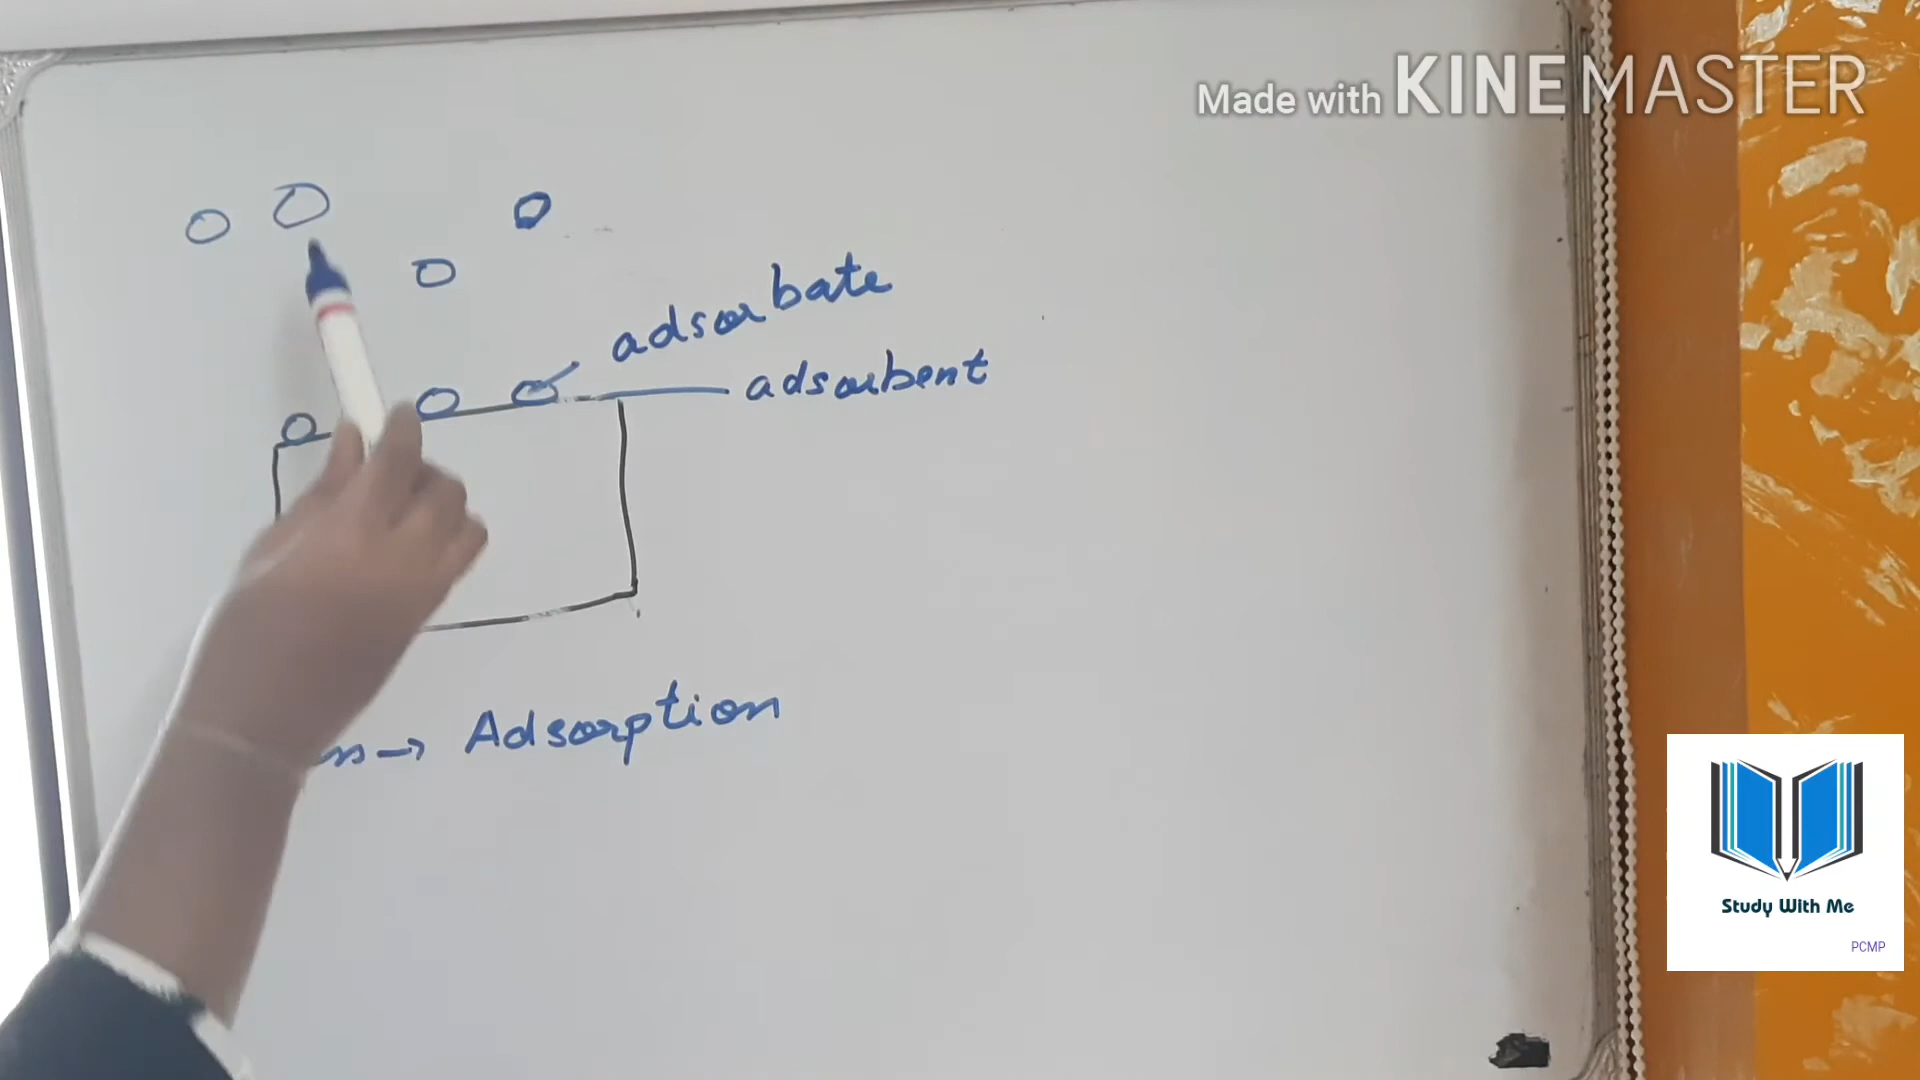 Made with KINEMASTER
adsorbate
adsorbent
→ Adsorption
Study With Me
PCMP